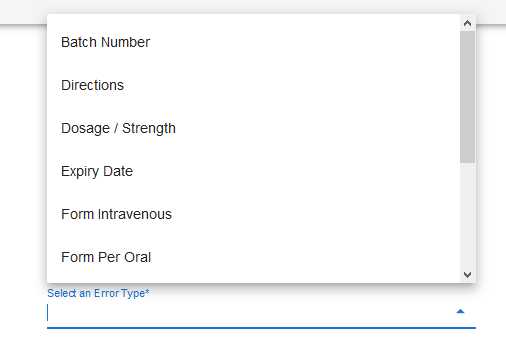 Batch Number
Directions
Dosage / Strength
Expiry Date
Form Intravenous
Form Per Oral
Select an Error Type*